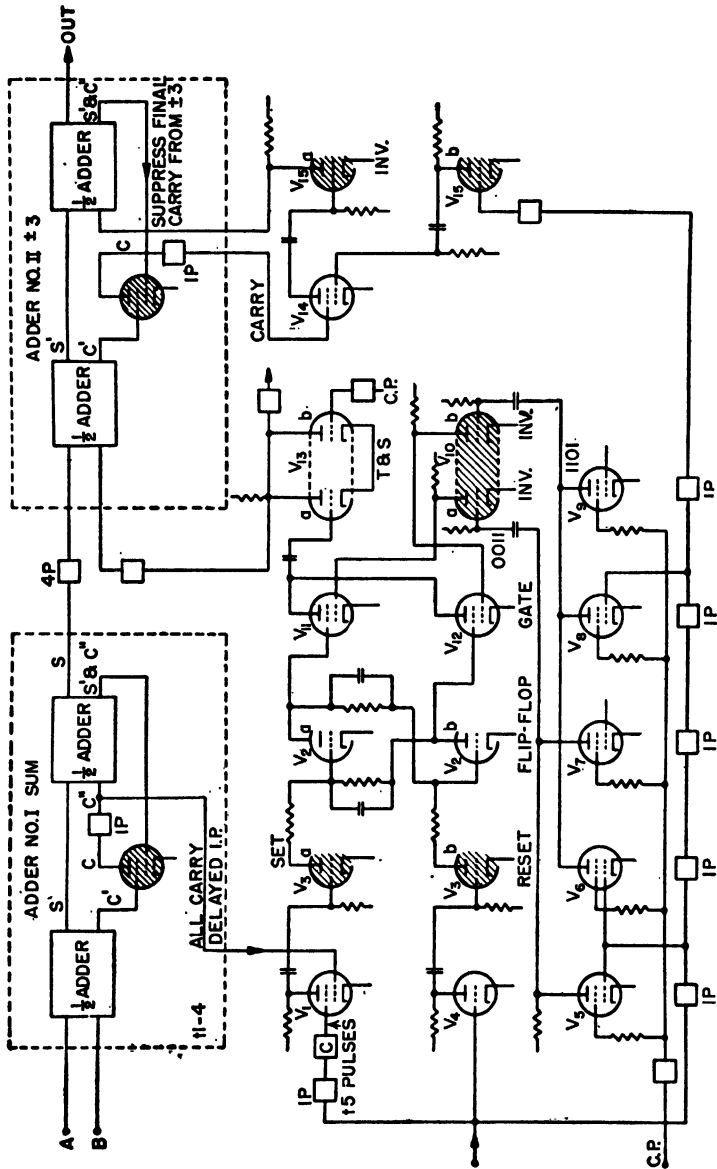 A
B
ADDER NO.I SUM
½ ADDER
S'
C'
C
IP
C"
½ ADDER
S'&C"
S
t1-4
ALL CARRY
DELAYED I.P.
4P
ADDER NO.II ±3
½ ADDER
S'
C'
C
IP
½ ADDER
S'&C"
SUPPRESS FINAL
CARRY FROM ±3
OUT
CARRY
V14
V15 a
INV.
V15 b
IP
C
t5 PULSES
V1
SET
V3 a
V2 a
V11
a V13 b
T & S
C.P.
V4
V3 b
RESET
V2 b
FLIP-FLOP
V12
GATE
0011
a V10 b
INV.
INV.
1101
V5
V6
V7
V8
V9
C.P.
IP
IP
IP
IP
IP